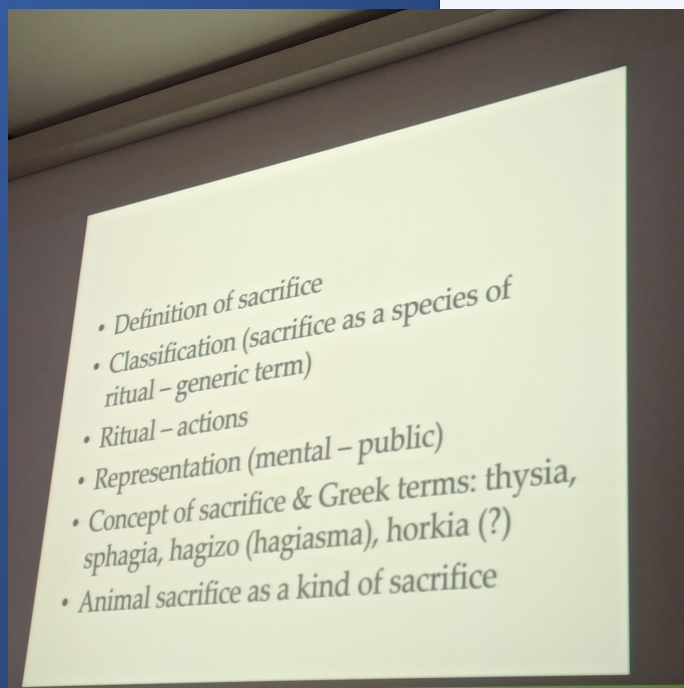 • Definition of sacrifice
• Classification (sacrifice as a species of
ritual – generic term)
• Ritual – actions
• Representation (mental – public)
• Concept of sacrifice & Greek terms: thysia,
sphagia, hagizo (hagiasma), horkia (?)
• Animal sacrifice as a kind of sacrifice